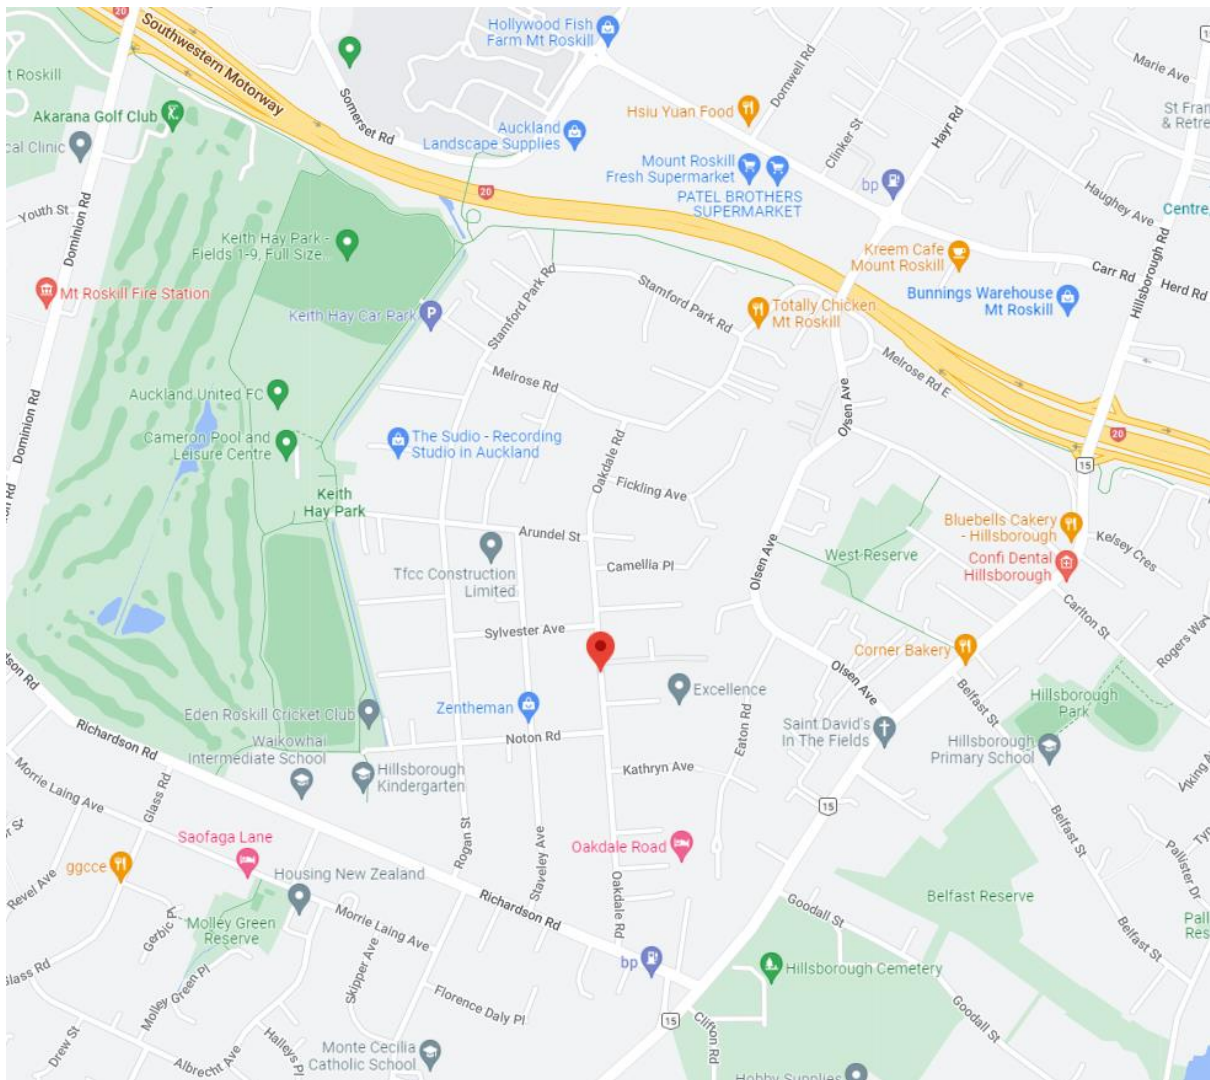 20
Southwestern Motorway
Hollywood Fish
Farm Mt Roskill
15
Marie Ave
t Roskill
Akarana Golf Club
cal Clinic
Somerset Rd
Auckland
Landscape Supplies
Hsiu Yuan Food
Dornwell Rd
Clinker St
Hayr Rd
St Fran
& Retre
Mount Roskill
Fresh Supermarket
PATEL BROTHERS
SUPERMARKET
bp
Haughey Ave
Centre,
20
Youth St
Dominion Rd
Keith Hay Park -
Fields 1-9, Full Size..
Kreem Cafe
Mount Roskill
Carr Rd
Herd Rd
Hillsborough Rd
Mt Roskill Fire Station
Keith Hay Car Park
P
Stamford Park Rd
Stamford Park Rd
Totally Chicken
Mt Roskill
Bunnings Warehouse
Mt Roskill
Melrose Rd
Melrose Rd E
Auckland United FC
Olsen Ave
Cameron Pool and
Leisure Centre
The Sudio - Recording
Studio in Auckland
Oakdale Rd
Dominion Rd
20
15
Fickling Ave
Keith
Hay Park
on Rd
Arundel St
Bluebells Cakery
- Hillsborough
Kelsey Cres
Tfcc Construction
Limited
Camellia Pl
Olsen Ave
West Reserve
Confi Dental
Hillsborough
Carlton St
Sylvester Ave
Corner Bakery
Rogers Way
Olsen Ave
Belfast St
Hillsborough
Park
Excellence
rdson Rd
Richardson Rd
Eden Roskill Cricket Club
Zentheman
Noton Rd
Eaton Rd
Saint David's
In The Fields
Hillsborough
Primary School
Waikowhai
Intermediate School
Hillsborough
Kindergarten
Kathryn Ave
Morrie Laing Ave
Glass Rd
15
Belfast St
Saofaga Lane
Rogan St
Staveley Ave
Oakdale Road
ggcce
Housing New Zealand
Revel Ave
Pallister Dr
Oakdale Rd
Richardson Rd
Goodall St
Belfast Reserve
Gerbic Pl
Molley Green
Reserve
Morrie Laing Ave
Belfast St
Pall
Res
bp
Hillsborough Cemetery
Glass Rd
Molley Green Pl
Skipper Ave
Florence Daly Pl
Goodall St
15
Clifton Rd
Drew St
Albrecht Ave
Halleys Pl
Monte Cecilia
Catholic School
Hobby Supplies